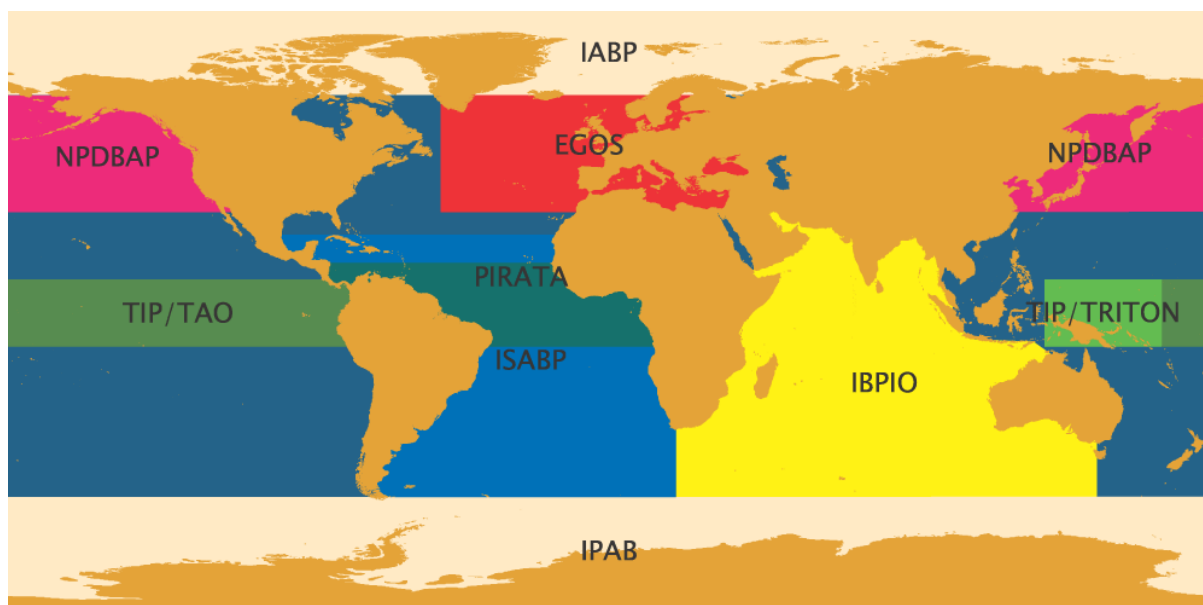 IABP
EGOS
NPDBAP
NPDBAP
PIRATA
TIP/TAO
TIP/TRITON
ISABP
IBPIO
IPAB